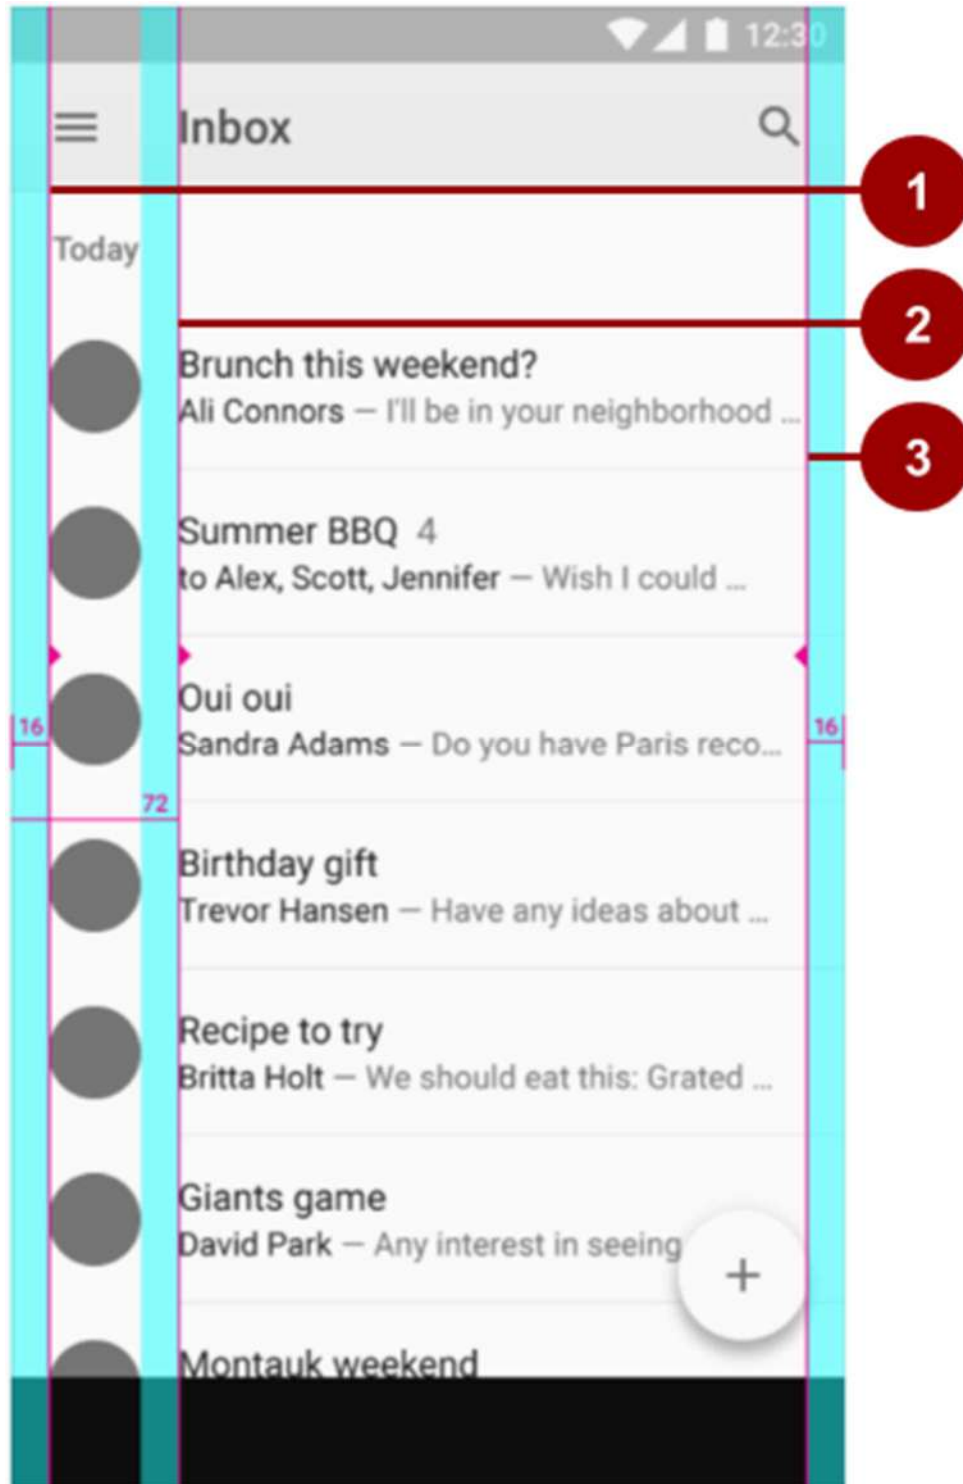 12:30
Inbox
1
Today
2
Brunch this weekend?
Ali Connors — I'll be in your neighborhood ...
3
Summer BBQ 4
to Alex, Scott, Jennifer — Wish I could ...
Oui oui
16
16
Sandra Adams — Do you have Paris reco...
72
Birthday gift
Trevor Hansen — Have any ideas about ...
Recipe to try
Britta Holt — We should eat this: Grated ...
Giants game
David Park — Any interest in seeing
+
Montauk weekend